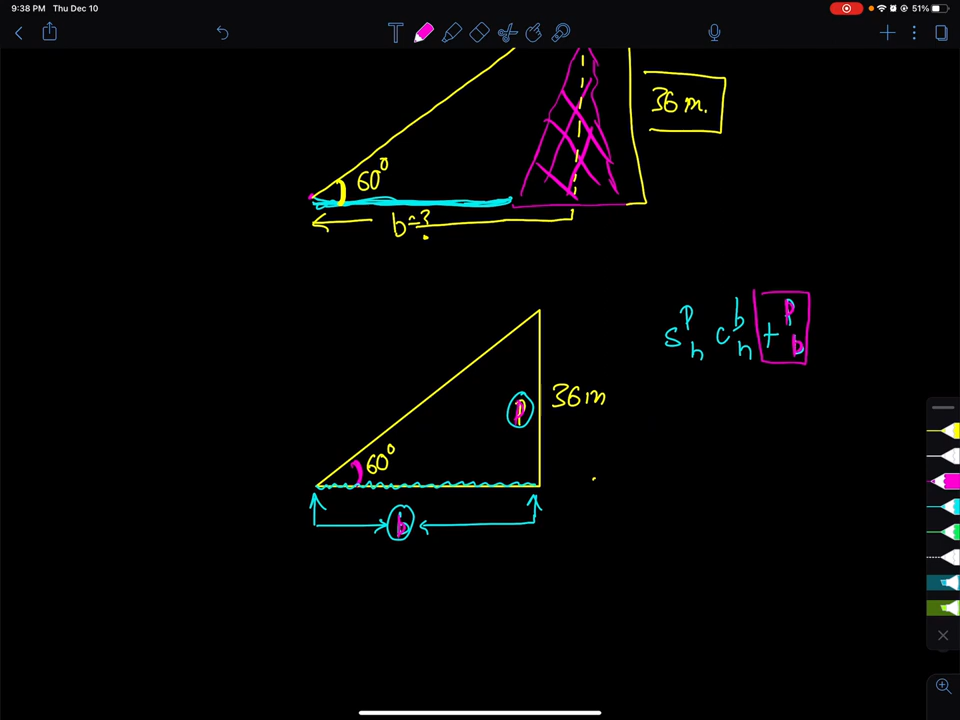 9:38 PM Thu Dec 10
51%
T
36 m.
60°
b = ?
s p h c b h t p b
p
36m
60°
b